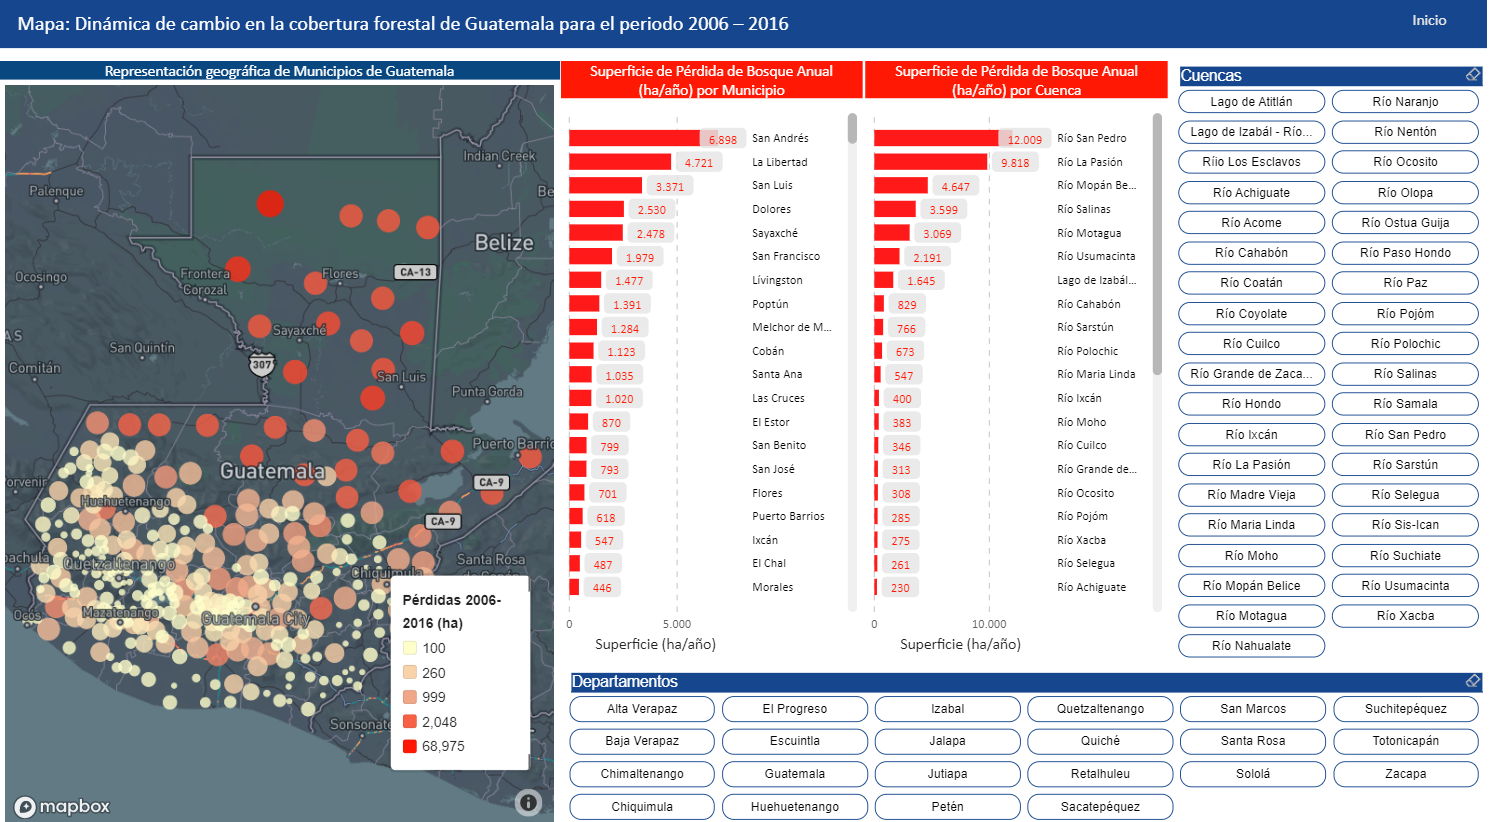 Mapa: Dinámica de cambio en la cobertura forestal de Guatemala para el periodo 2006 – 2016
Inicio
Representación geográfica de Municipios de Guatemala
Indian Creek
Palenque
Be
Belize
Ocosingo
Frontera
Corozal
Flores
CA-13
AS
San Quintín
Sayaxché
Comitán
307
San Luis
Punta Gorda
Puerto Barrio
Guatemala
orvenir
CA-9
Huehuetenango
CA-9
pachula
Quetzaltenango
Santa Rosa
de Copán
Chiquimula
Ocós
Mazatenango
Guatemala City
Sonsonate
Pérdidas 2006-
2016 (ha)
100
260
999
2,048
68,975
mapbox
Superficie de Pérdida de Bosque Anual
(ha/año) por Municipio
6.898 San Andrés
4.721 La Libertad
3.371 San Luis
2.530 Dolores
2.478 Sayaxché
1.979 San Francisco
1.477 Lívingston
1.391 Poptún
1.284 Melchor de M...
1.123 Cobán
1.035 Santa Ana
1.020 Las Cruces
870 El Estor
799 San Benito
793 San José
701 Flores
618 Puerto Barrios
547 Ixcán
487 El Chal
446 Morales
0 5.000
Superficie (ha/año)
Superficie de Pérdida de Bosque Anual
(ha/año) por Cuenca
12.009 Río San Pedro
9.818 Río La Pasión
4.647 Río Mopán Be...
3.599 Río Salinas
3.069 Río Motagua
2.191 Río Usumacinta
1.645 Lago de Izabál...
829 Río Cahabón
766 Río Sarstún
673 Río Polochic
547 Río Maria Linda
400 Río Ixcán
383 Río Moho
346 Río Cuilco
313 Río Grande de...
308 Río Ocosito
285 Río Pojóm
275 Río Xacba
261 Río Selegua
230 Río Achiguate
0 10.000
Superficie (ha/año)
Cuencas
Lago de Atitlán Río Naranjo
Lago de Izabál - Río... Río Nentón
Ríio Los Esclavos Río Ocosito
Río Achiguate Río Olopa
Río Acome Río Ostua Guija
Río Cahabón Río Paso Hondo
Río Coatán Río Paz
Río Coyolate Río Pojóm
Río Cuilco Río Polochic
Río Grande de Zaca... Río Salinas
Río Hondo Río Samala
Río Ixcán Río San Pedro
Río La Pasión Río Sarstún
Río Madre Vieja Río Selegua
Río Maria Linda Río Sis-Ican
Río Moho Río Suchiate
Río Mopán Belice Río Usumacinta
Río Motagua Río Xacba
Río Nahualate
Departamentos
Alta Verapaz El Progreso Izabal Quetzaltenango San Marcos Suchitepéquez
Baja Verapaz Escuintla Jalapa Quiché Santa Rosa Totonicapán
Chimaltenango Guatemala Jutiapa Retalhuleu Sololá Zacapa
Chiquimula Huehuetenango Petén Sacatepéquez